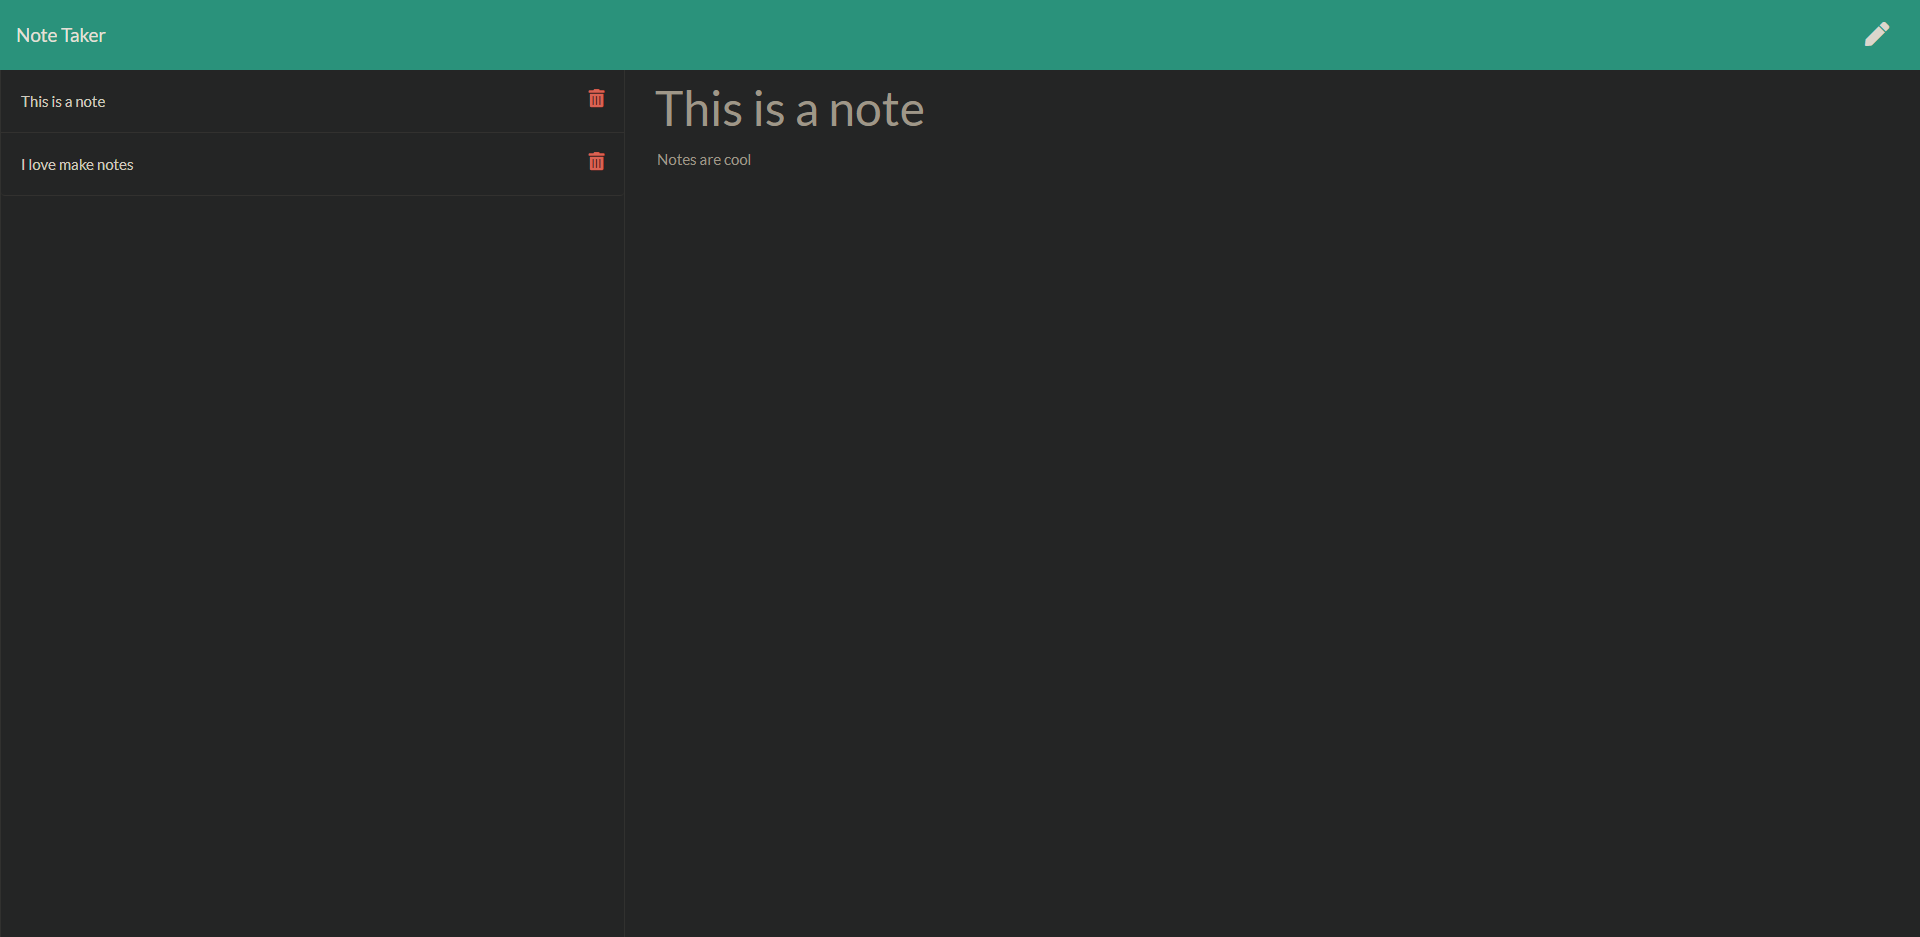 Note Taker
This is a note
I love make notes
This is a note
Notes are cool